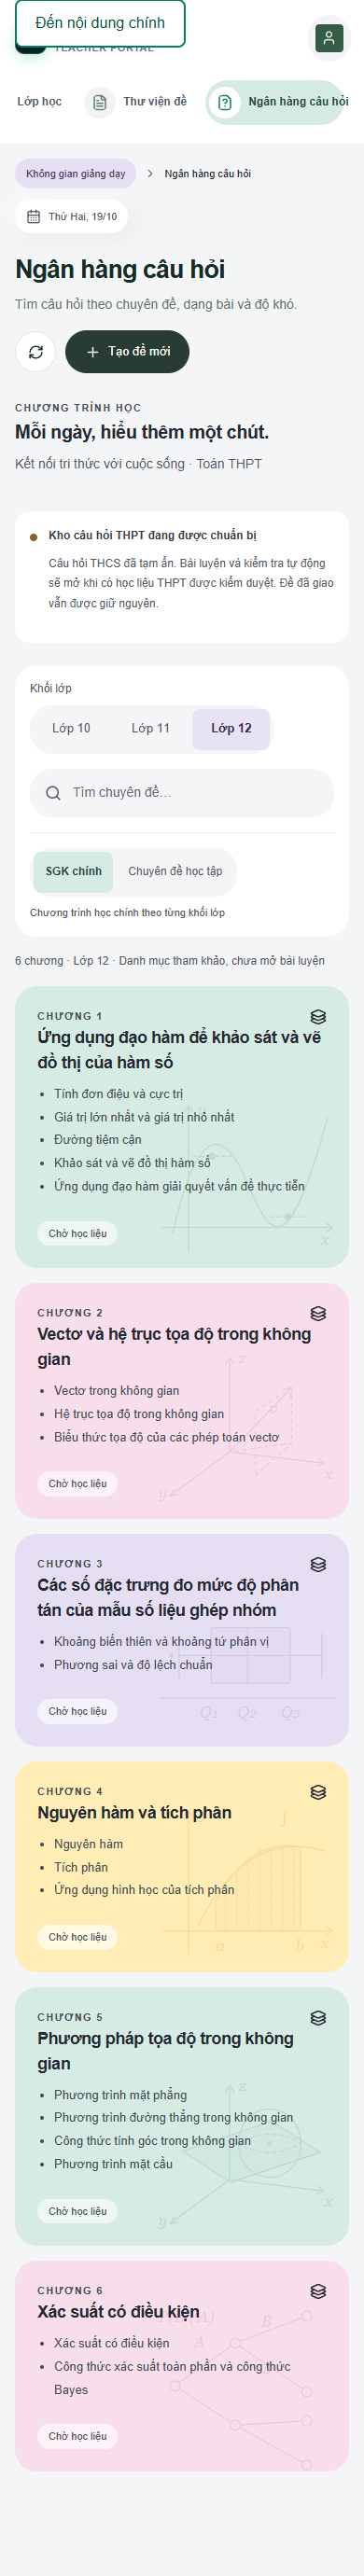 Đến nội dung chính
TEACHER PORTAL
Lớp học
Thư viện đề
Ngân hàng câu hỏi
Không gian giảng dạy
Ngân hàng câu hỏi
Thứ Hai, 19/10
Ngân hàng câu hỏi
Tìm câu hỏi theo chuyên đề, dạng bài và độ khó.
Tạo đề mới
CHƯƠNG TRÌNH HỌC
Mỗi ngày, hiểu thêm một chút.
Kết nối tri thức với cuộc sống · Toán THPT
Kho câu hỏi THPT đang được chuẩn bị
Câu hỏi THCS đã tạm ẩn. Bài luyện và kiểm tra tự động
sẽ mở khi có học liệu THPT được kiểm duyệt. Đề đã giao
vẫn được giữ nguyên.
Khối lớp
Lớp 10
Lớp 11
Lớp 12
Tìm chuyên đề...
SGK chính
Chuyên đề học tập
Chương trình học chính theo từng khối lớp
6 chương · Lớp 12 · Danh mục tham khảo, chưa mở bài luyện
CHƯƠNG 1
Ứng dụng đạo hàm để khảo sát và vẽ
đồ thị của hàm số
Tính đơn điệu và cực trị
Giá trị lớn nhất và giá trị nhỏ nhất
Đường tiệm cận
Khảo sát và vẽ đồ thị hàm số
Ứng dụng đạo hàm giải quyết vấn đề thực tiễn
x
Chờ học liệu
CHƯƠNG 2
Vectơ và hệ trục tọa độ trong không
gian
z
Vectơ trong không gian
Hệ trục tọa độ trong không gian
Biểu thức tọa độ của các phép toán vectơ
x
y
Chờ học liệu
CHƯƠNG 3
Các số đặc trưng đo mức độ phân
tán của mẫu số liệu ghép nhóm
Khoảng biến thiên và khoảng tứ phân vị
Phương sai và độ lệch chuẩn
Chờ học liệu
Q1 Q2 Q3
CHƯƠNG 4
Nguyên hàm và tích phân
∫
Nguyên hàm
Tích phân
Ứng dụng hình học của tích phân
Chờ học liệu
a b x
CHƯƠNG 5
Phương pháp tọa độ trong không
gian
z
Phương trình mặt phẳng
Phương trình đường thẳng trong không gian
Công thức tính góc trong không gian
Phương trình mặt cầu
x
y
Chờ học liệu
CHƯƠNG 6
Xác suất có điều kiện
B
A
Xác suất có điều kiện
Công thức xác suất toàn phần và công thức
Bayes
Chờ học liệu